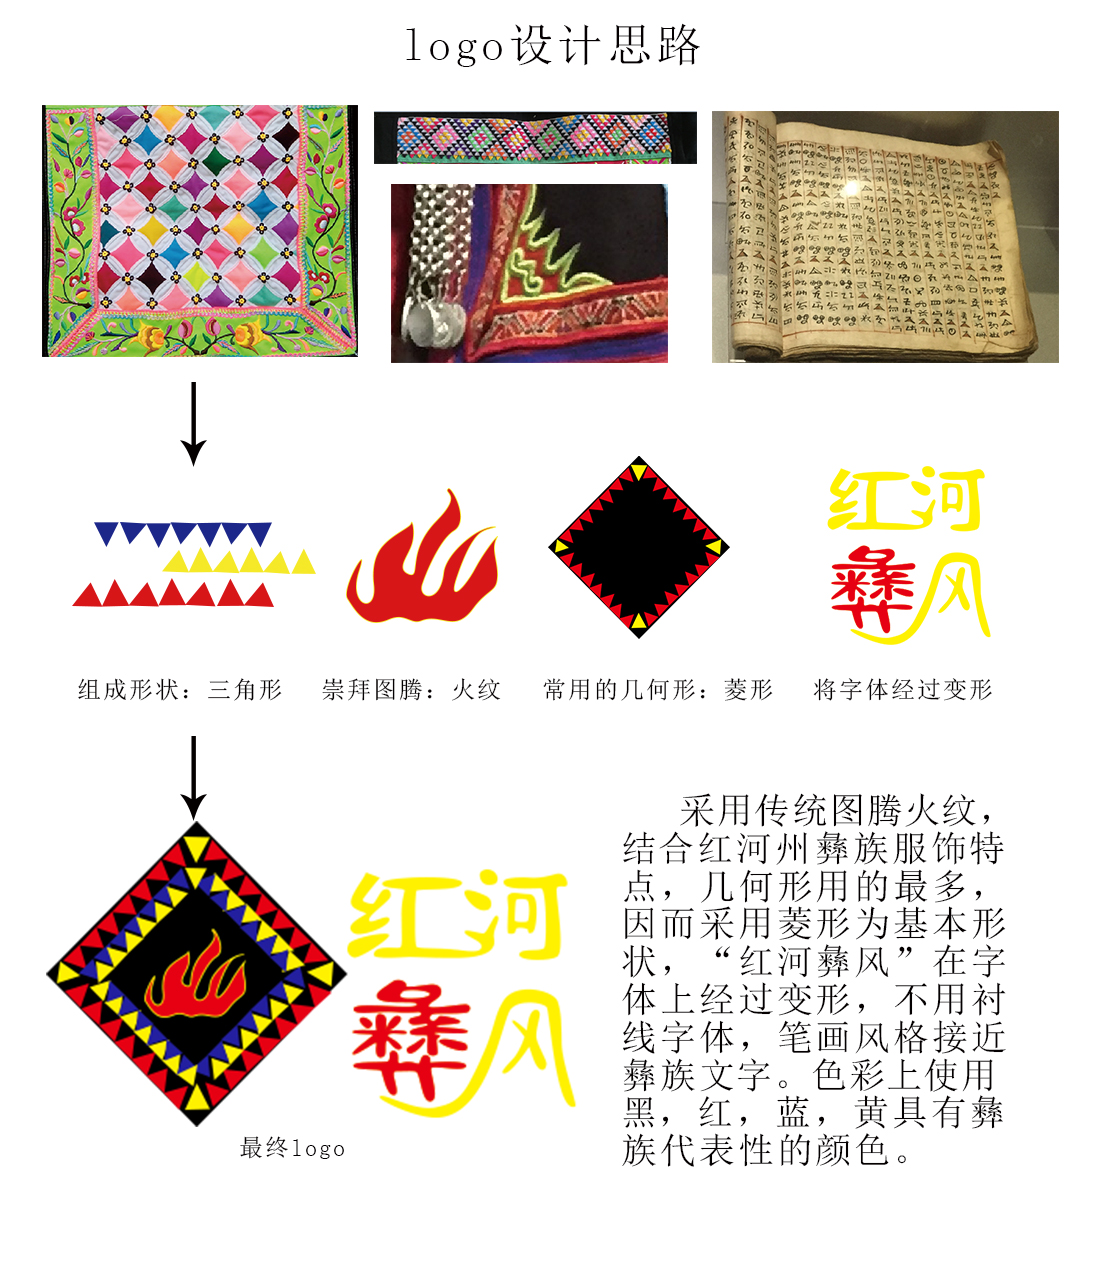 logo设计思路
红河
彝风
组成形状：三角形
崇拜图腾：火纹
常用的几何形：菱形
将字体经过变形
红河
彝风
最终logo
采用传统图腾火纹，
结合红河州彝族服饰特
点，几何形用的最多，
因而采用菱形为基本形
状，“红河彝风”在字
体上经过变形，不用衬
线字体，笔画风格接近
彝族文字。色彩上使用
黑，红，蓝，黄具有彝
族代表性的颜色。